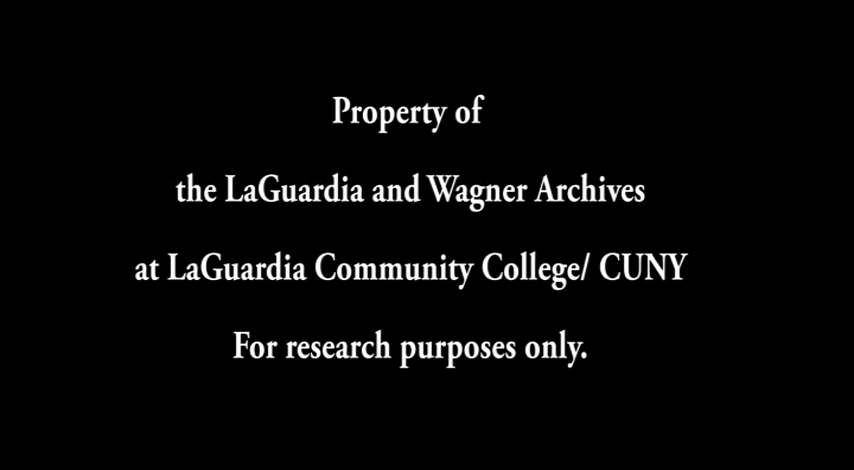 Property of
the LaGuardia and Wagner Archives
at LaGuardia Community College/ CUNY
For research purposes only.